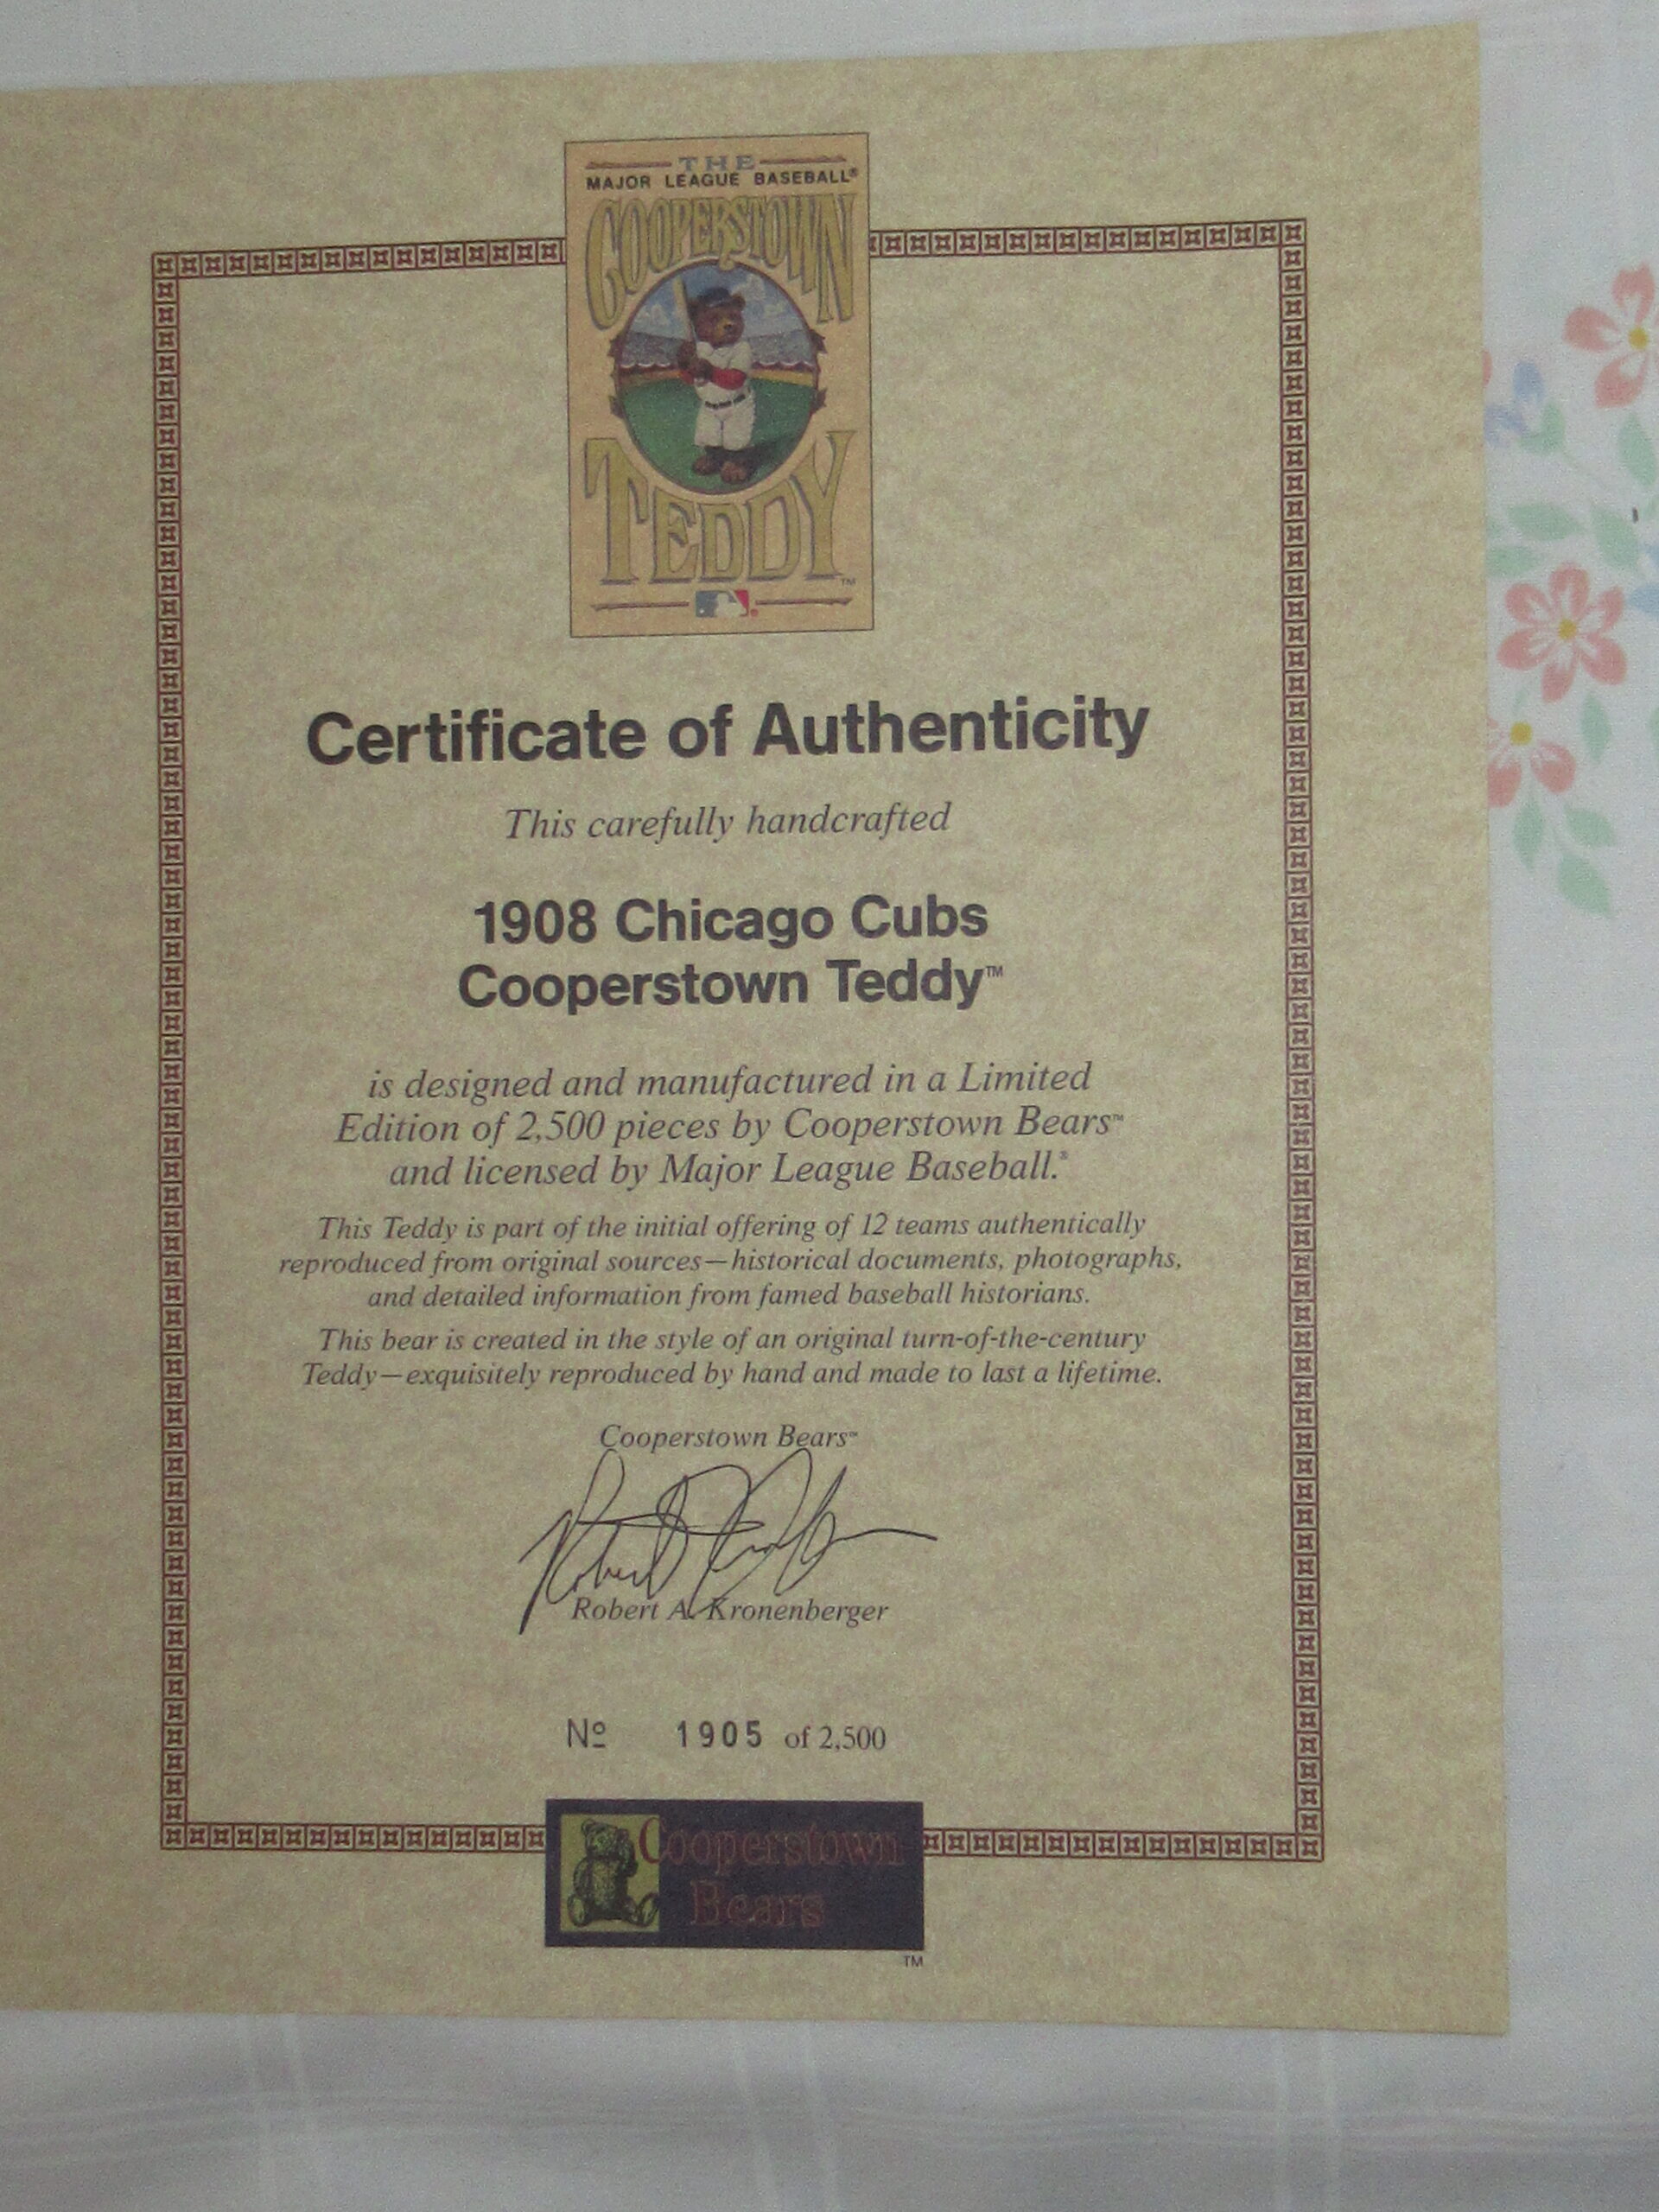 THE
MAJOR LEAGUE BASEBALL®
COOPERSTOWN
TEDDY™
Certificate of Authenticity
This carefully handcrafted
1908 Chicago Cubs
Cooperstown Teddy™
is designed and manufactured in a Limited
Edition of 2,500 pieces by Cooperstown Bears™
and licensed by Major League Baseball.®
This Teddy is part of the initial offering of 12 teams authentically
reproduced from original sources—historical documents, photographs,
and detailed information from famed baseball historians.
This bear is created in the style of an original turn-of-the-century
Teddy—exquisitely reproduced by hand and made to last a lifetime.
Cooperstown Bears™
Robert A. Kronenberger
Nº 1905 of 2,500
Cooperstown
Bears
TM